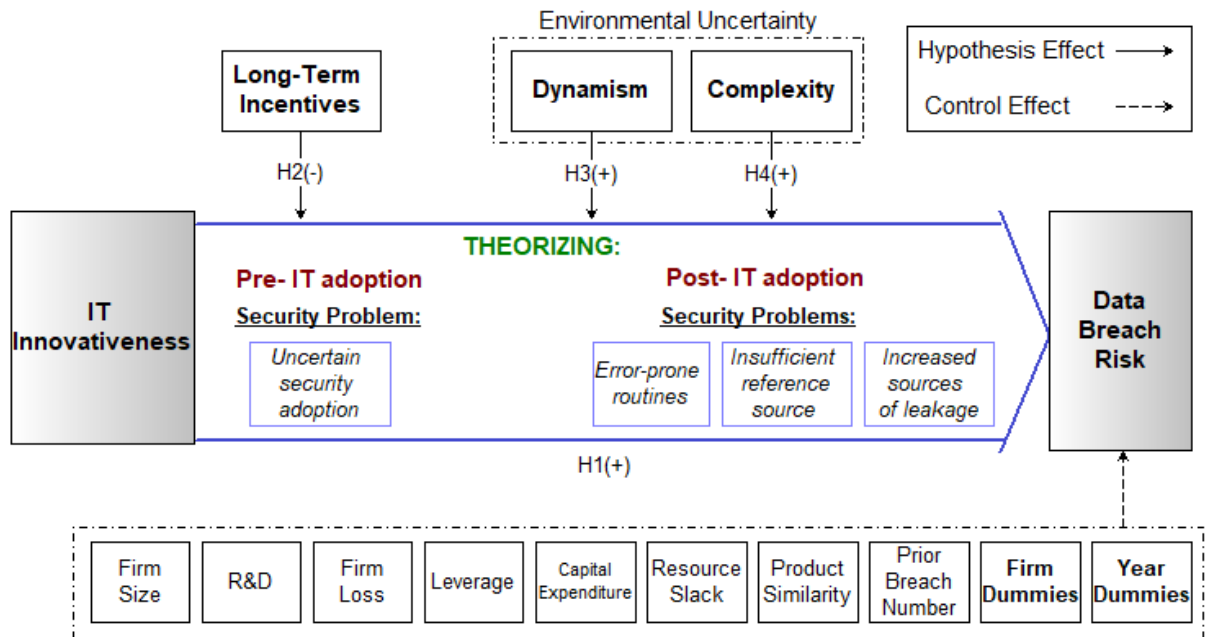 Environmental Uncertainty
Long-Term
Incentives
Dynamism
Complexity
Hypothesis Effect
Control Effect
H2(-)
H3(+)
H4(+)
IT
Innovativeness
THEORIZING:
Pre- IT adoption
Security Problem:
Uncertain
security
adoption
Post- IT adoption
Security Problems:
Error-prone
routines
Insufficient
reference
source
Increased
sources
of leakage
Data
Breach
Risk
H1(+)
Firm
Size
R&D
Firm
Loss
Leverage
Capital
Expenditure
Resource
Slack
Product
Similarity
Prior
Breach
Number
Firm
Dummies
Year
Dummies